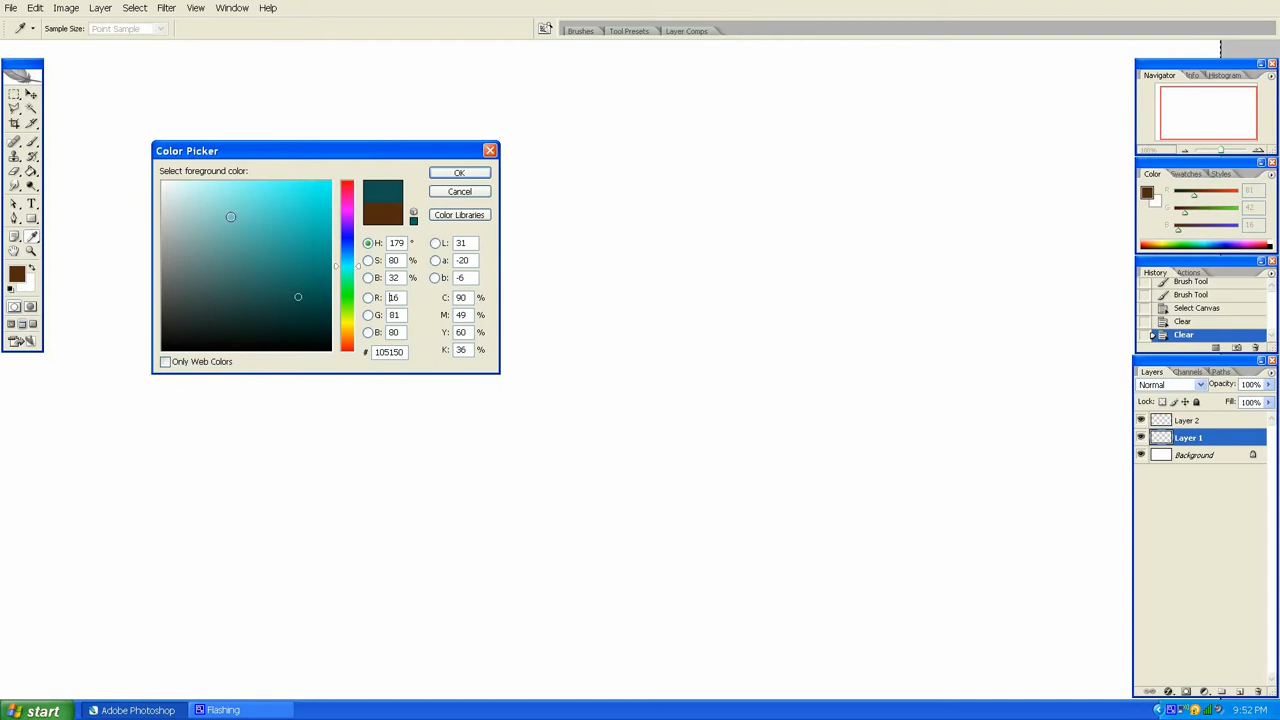 File Edit Image Layer Select Filter View Window Help
Sample Size: Point Sample
Brushes Tool Presets Layer Comps
Navigator Info Histogram
100%
Color Picker
Select foreground color:
OK
Cancel
Color Libraries
H: 179 °
S: 80 %
B: 32 %
R: 16
G: 81
B: 80
# 105150
L: 31
a: -20
b: -6
C: 90 %
M: 49 %
Y: 60 %
K: 36 %
Only Web Colors
Color Swatches Styles
R 81
G 42
B 16
History Actions
Brush Tool
Brush Tool
Select Canvas
Clear
Clear
Layers Channels Paths
Normal Opacity: 100%
Lock: Fill: 100%
Layer 2
Layer 1
Background
start Adobe Photoshop Flashing 9:52 PM